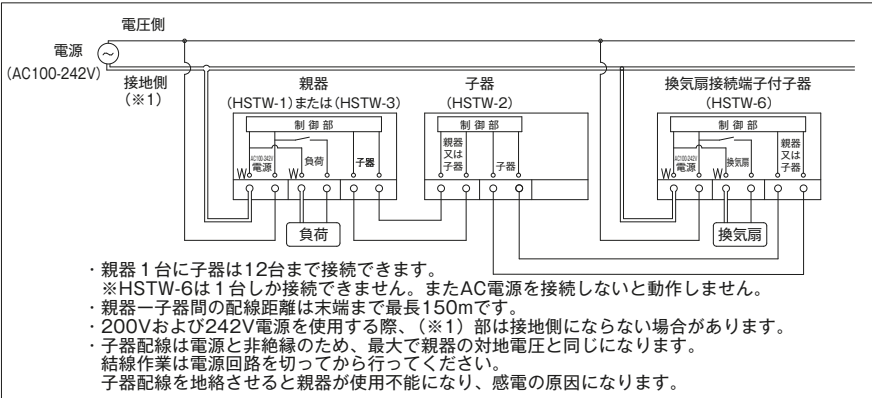 電圧側
電源
(AC100-242V)
接地側
(※1)
親器
(HSTW-1)または(HSTW-3)
子器
(HSTW-2)
換気扇接続端子付子器
(HSTW-6)
制御部
AC100-242V
電源
W
負荷
W
子器
制御部
親器
又は
子器
子器
制御部
AC100-242V
電源
W
換気扇
W
親器
又は
子器
負荷
換気扇
・親器1台に子器は12台まで接続できます。
※HSTW-6は1台しか接続できません。またAC電源を接続しないと動作しません。
・親器ー子器間の配線距離は末端まで最長150mです。
・200Vおよび242V電源を使用する際、(※1)部は接地側にならない場合があります。
・子器配線は電源と非絶縁のため、最大で親器の対地電圧と同じになります。
結線作業は電源回路を切ってから行ってください。
子器配線を地絡させると親器が使用不能になり、感電の原因になります。